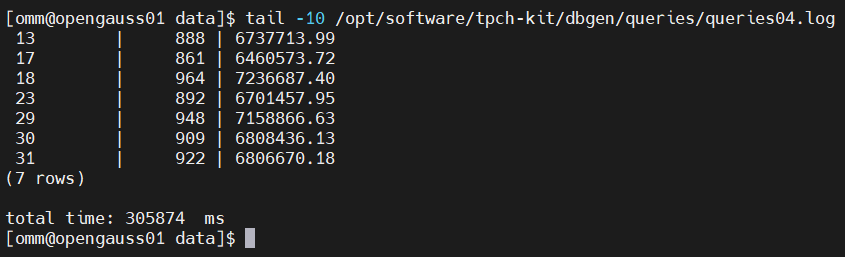 [omm@opengauss01 data]$ tail -10 /opt/software/tpch-kit/dbgen/queries/queries04.log
 13        |     888 | 6737713.99
 17        |     861 | 6460573.72
 18        |     964 | 7236687.40
 23        |     892 | 6701457.95
 29        |     948 | 7158866.63
 30        |     909 | 6808436.13
 31        |     922 | 6806670.18
(7 rows)

total time: 305874  ms
[omm@opengauss01 data]$